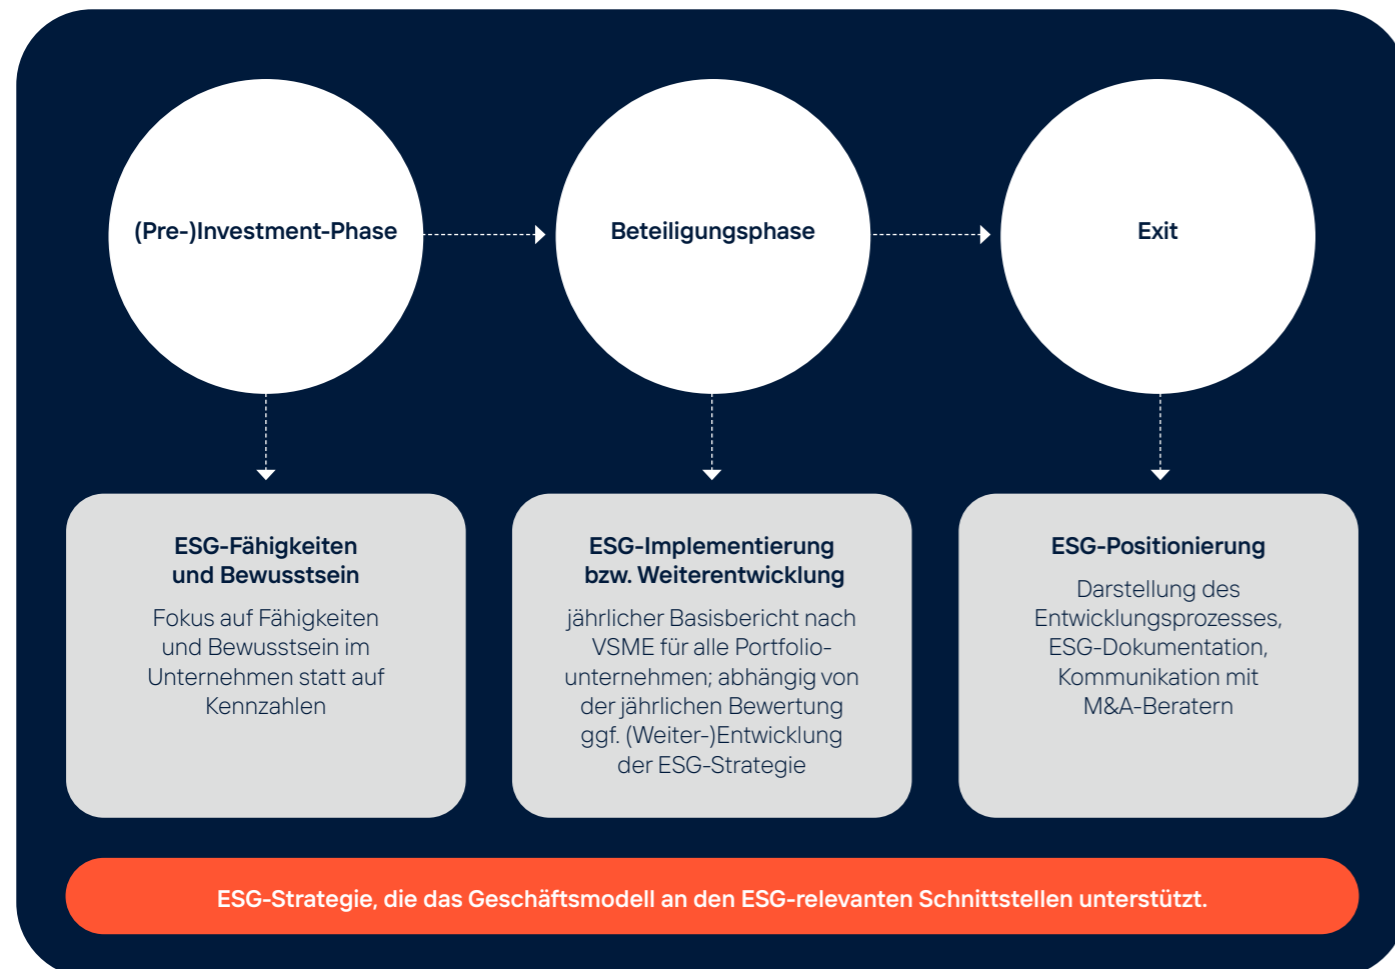 (Pre-)Investment-Phase
Beteiligungsphase
Exit
ESG-Fähigkeiten
und Bewusstsein
Fokus auf Fähigkeiten
und Bewusstsein im
Unternehmen statt auf
Kennzahlen
ESG-Implementierung
bzw. Weiterentwicklung
jährlicher Basisbericht nach
VSME für alle Portfolio-
unternehmen; abhängig von
der jährlichen Bewertung
ggf. (Weiter-)Entwicklung
der ESG-Strategie
ESG-Positionierung
Darstellung des
Entwicklungsprozesses,
ESG-Dokumentation,
Kommunikation mit
M&A-Beratern
ESG-Strategie, die das Geschäftsmodell an den ESG-relevanten Schnittstellen unterstützt.